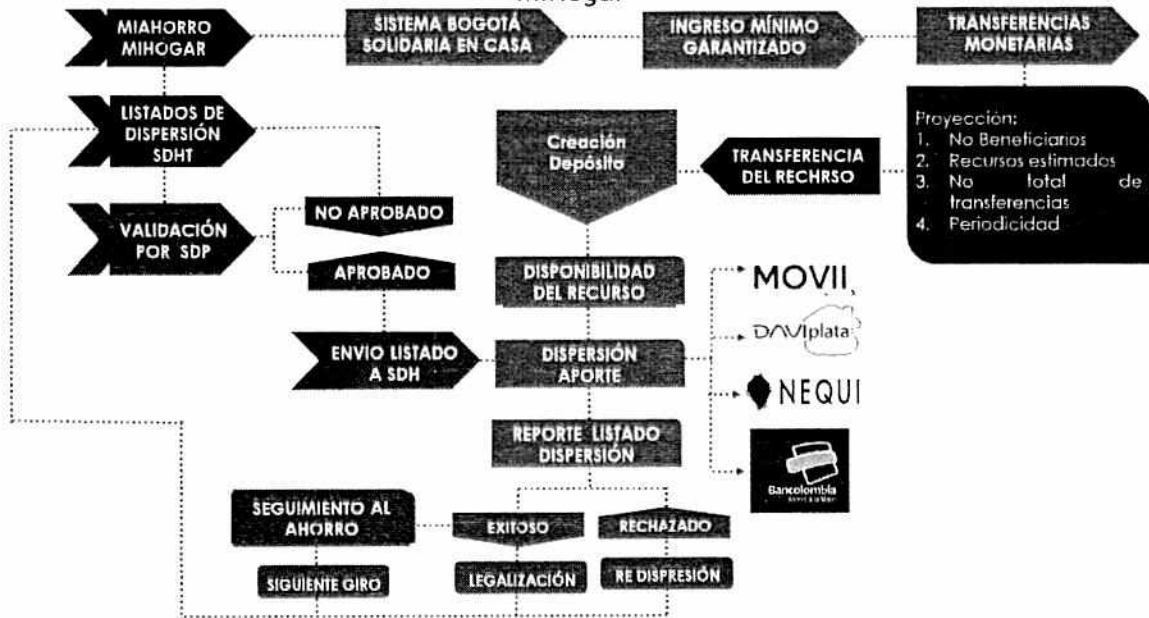 MiHogar
MIAHORRO
MIHOGAR
SISTEMA BOGOTÁ
SOLIDARIA EN CASA
INGRESO MÍNIMO
GARANTIZADO
TRANSFERENCIAS
MONETARIAS
LISTADOS DE
DISPERSIÓN
SDHT
Creación
Depósito
TRANSFERENCIA
DEL RECHRSO
Proyección:
1. No Beneficiarios
2. Recursos estimados
3. No total de
transferencias
4. Periodicidad
VALIDACIÓN
POR SDP
NO APROBADO
APROBADO
DISPONIBILIDAD
DEL RECURSO
MOVII
DAVIplata
ENVIO LISTADO
A SDH
DISPERSIÓN
APORTE
NEQUI
REPORTE LISTADO
DISPERSIÓN
Bancolombia
SEGUIMIENTO AL
AHORRO
EXITOSO
RECHAZADO
SIGUIENTE GIRO
LEGALIZACIÓN
RE DISPRESIÓN